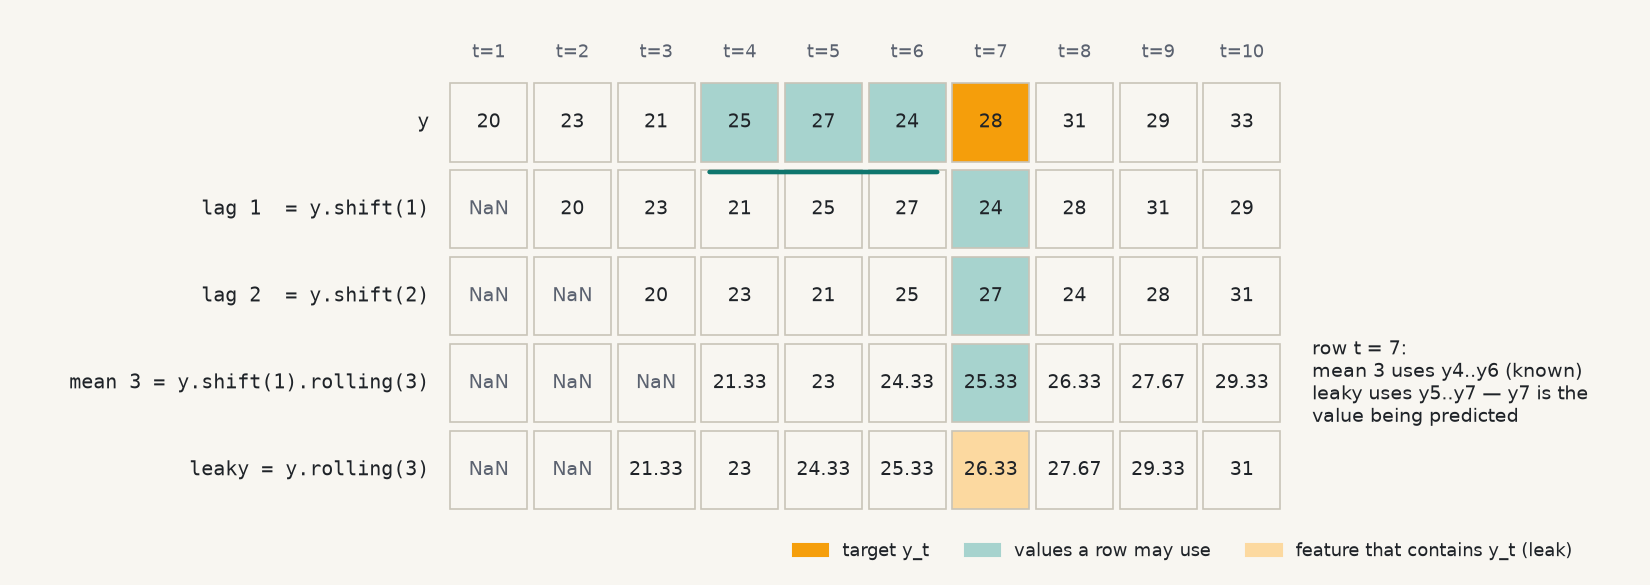 t=1 t=2 t=3 t=4 t=5 t=6 t=7 t=8 t=9 t=10
y 20 23 21 25 27 24 28 31 29 33
lag 1  = y.shift(1) NaN 20 23 21 25 27 24 28 31 29
lag 2  = y.shift(2) NaN NaN 20 23 21 25 27 24 28 31
mean 3 = y.shift(1).rolling(3) NaN NaN NaN 21.33 23 24.33 25.33 26.33 27.67 29.33
leaky = y.rolling(3) NaN NaN 21.33 23 24.33 25.33 26.33 27.67 29.33 31
row t = 7:
mean 3 uses y4..y6 (known)
leaky uses y5..y7 — y7 is the
value being predicted
target y_t values a row may use feature that contains y_t (leak)